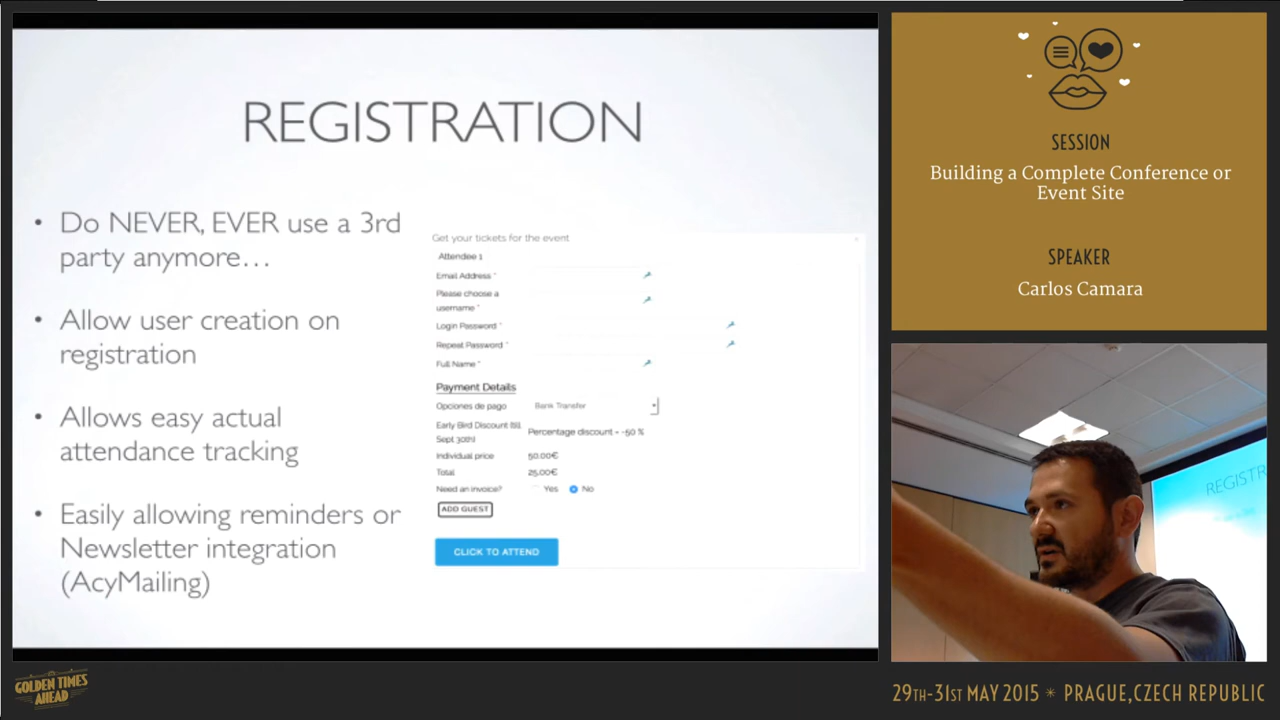 REGISTRATION
• Do NEVER, EVER use a 3rd
party anymore…
• Allow user creation on
registration
• Allows easy actual
attendance tracking
• Easily allowing reminders or
Newsletter integration
(AcyMailing)
Get your tickets for the event
Attendee 1
Email Address *
Please choose a
username *
Login Password *
Repeat Password *
Full Name *
Payment Details
Opciones de pago Bank Transfer
Early Bird Discount (till
Sept 30th) Percentage discount = -50 %
Individual price 50.00€
Total 25.00€
Need an invoice? Yes No
ADD GUEST
CLICK TO ATTEND
SESSION
Building a Complete Conference or
Event Site
SPEAKER
Carlos Camara
REGISTR
GOLDEN TIMES
AHEAD
29TH-31ST MAY 2015 * PRAGUE, CZECH REPUBLIC